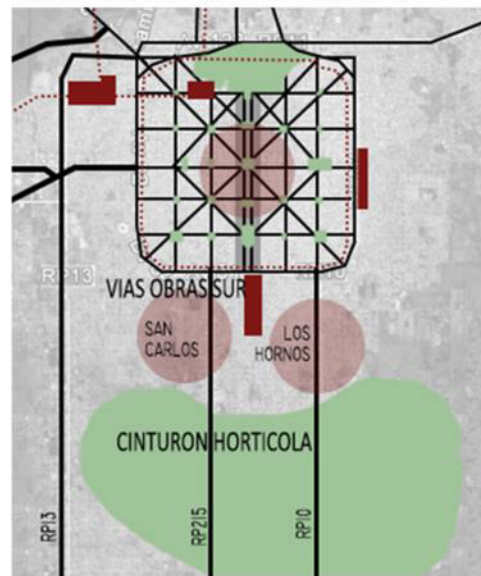 RP13
VIAS OBRAS SUR
SAN
CARLOS
LOS
HORNOS
CINTURON HORTICOLA
RP13
RP215
RP10